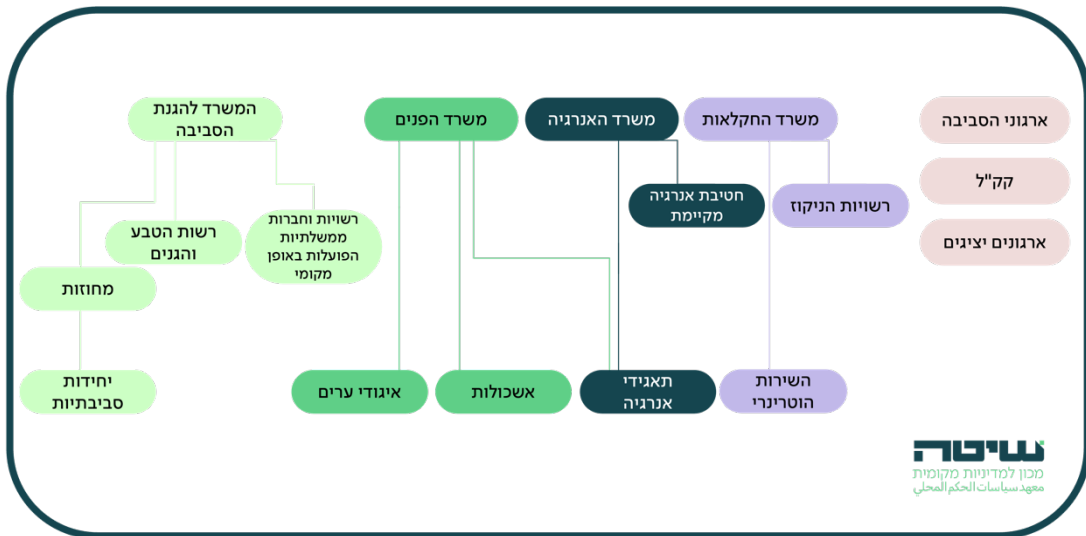 ארגוני הסביבה
קק"ל
ארגונים יציגים
משרד החקלאות
רשויות הניקוז
השירות
הוטרינרי
משרד האנרגיה
חטיבת אנרגיה
מקיימת
תאגידי
אנרגיה
משרד הפנים
אשכולות
איגודי ערים
המשרד להגנת
הסביבה
רשויות וחברות
ממשלתיות
הפועלות באופן
מקומי
רשות הטבע
והגנים
מחוזות
יחידות
סביבתיות
שיטה
מכון למדיניות מקומית
معهد سياسات الحكم المحلي